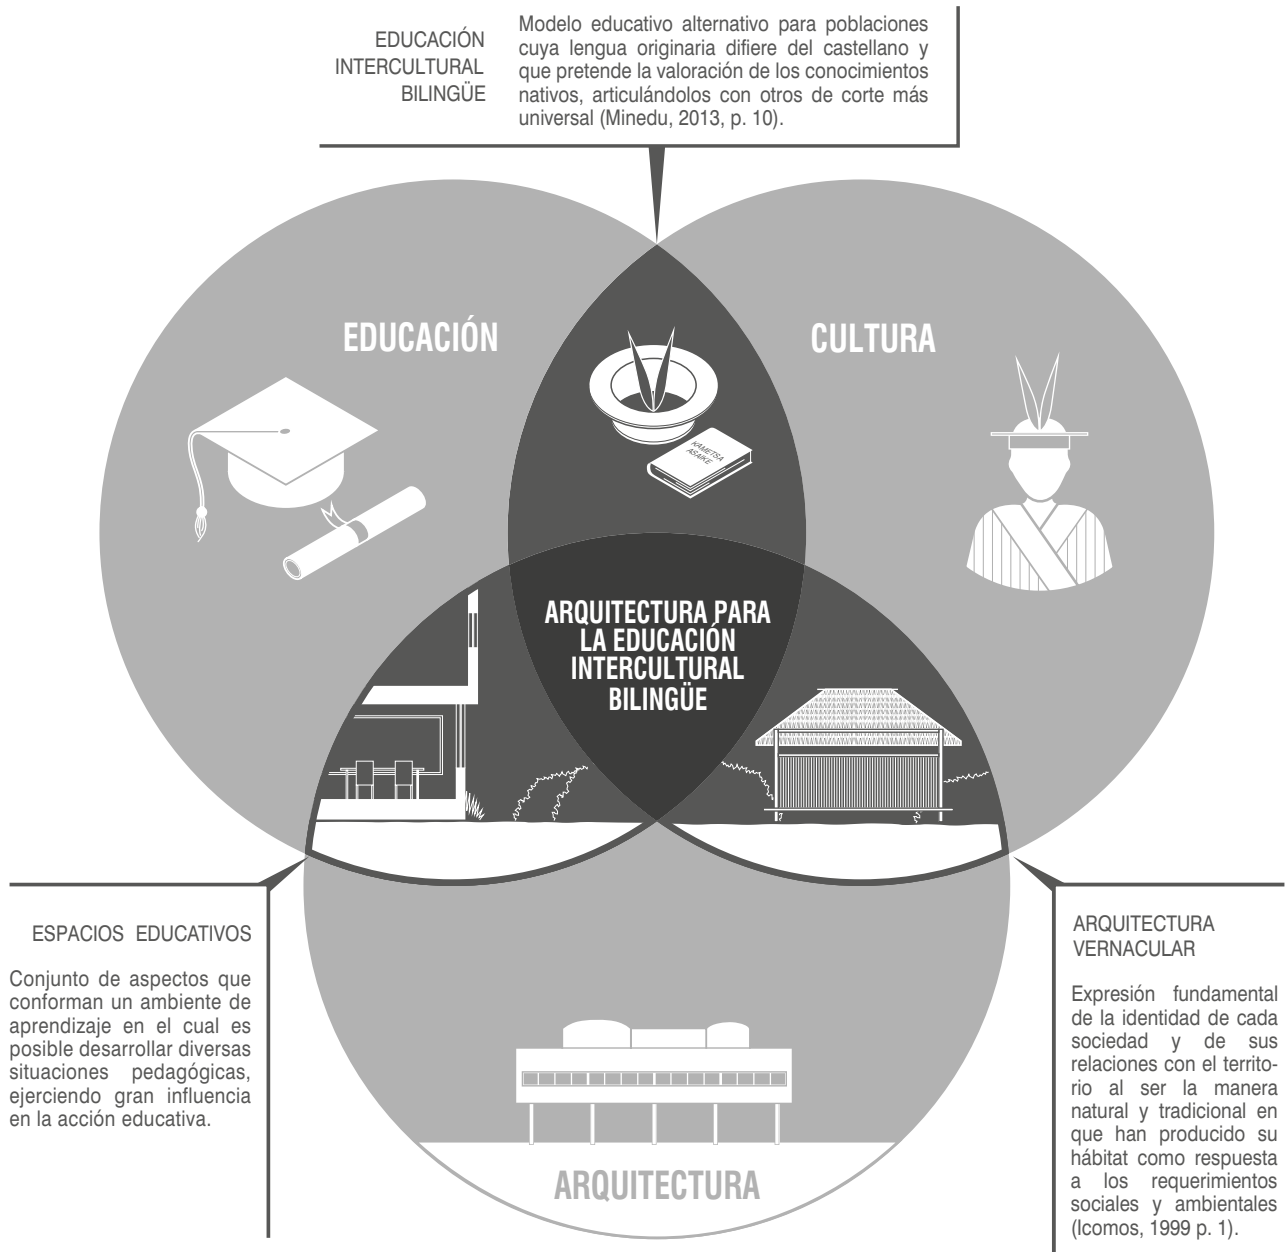 EDUCACIÓN
INTERCULTURAL
BILINGÜE
Modelo educativo alternativo para poblaciones
cuya lengua originaria difiere del castellano y
que pretende la valoración de los conocimientos
nativos, articulándolos con otros de corte más
universal (Minedu, 2013, p. 10).
EDUCACIÓN
CULTURA
KAMETSA
ASAIKE
ARQUITECTURA PARA
LA EDUCACIÓN
INTERCULTURAL
BILINGÜE
ESPACIOS EDUCATIVOS
Conjunto de aspectos que
conforman un ambiente de
aprendizaje en el cual es
posible desarrollar diversas
situaciones pedagógicas,
ejerciendo gran influencia
en la acción educativa.
ARQUITECTURA
VERNACULAR
Expresión fundamental
de la identidad de cada
sociedad y de sus
relaciones con el territo-
rio al ser la manera
natural y tradicional en
que han producido su
hábitat como respuesta
a los requerimientos
sociales y ambientales
(Icomos, 1999 p. 1).
ARQUITECTURA